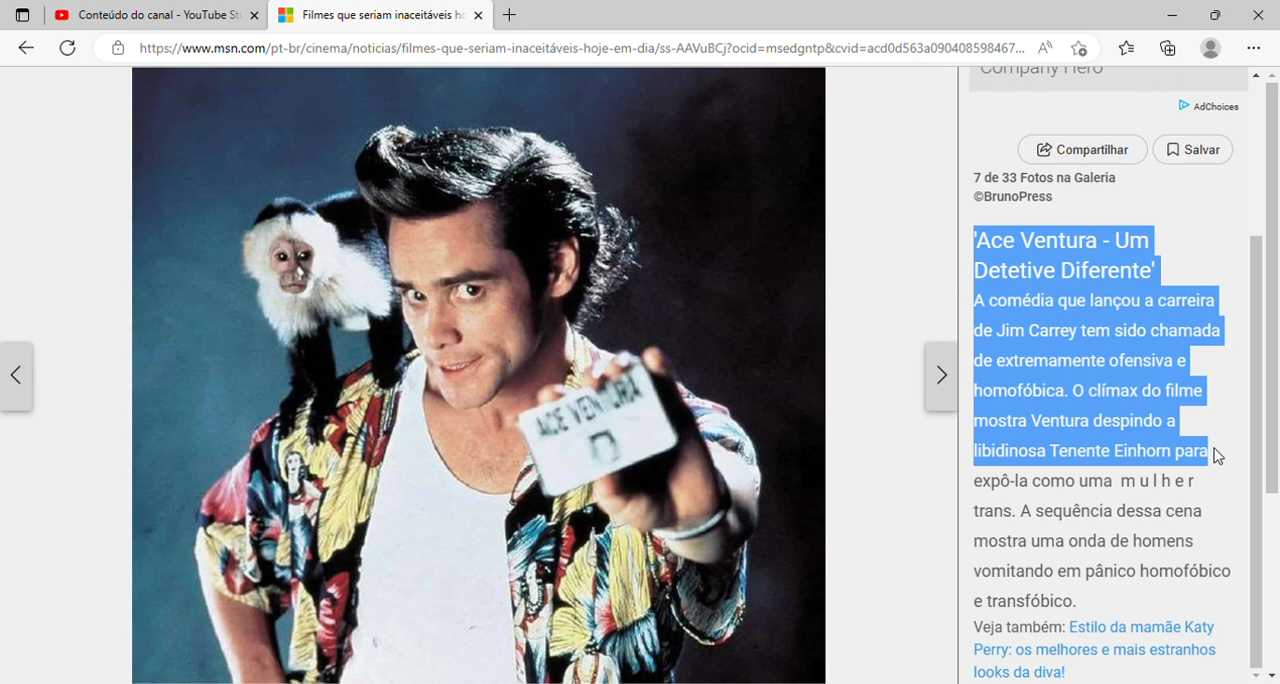 Conteúdo do canal - YouTube St
Filmes que seriam inaceitáveis ho
https://www.msn.com/pt-br/cinema/noticias/filmes-que-seriam-inaceitáveis-hoje-em-dia/ss-AAVuBCj?ocid=msedgntp&cvid=acd0d563a090408598467...
Company Hero
AdChoices
Compartilhar
Salvar
7 de 33 Fotos na Galeria
©BrunoPress
'Ace Ventura - Um
Detetive Diferente'
A comédia que lançou a carreira
de Jim Carrey tem sido chamada
de extremamente ofensiva e
homofóbica. O clímax do filme
mostra Ventura despindo a
libidinosa Tenente Einhorn para
expô-la como uma m u l h e r
trans. A sequência dessa cena
mostra uma onda de homens
vomitando em pânico homofóbico
e transfóbico.
Veja também: Estilo da mamãe Katy
Perry: os melhores e mais estranhos
looks da diva!
ACE VENTURA